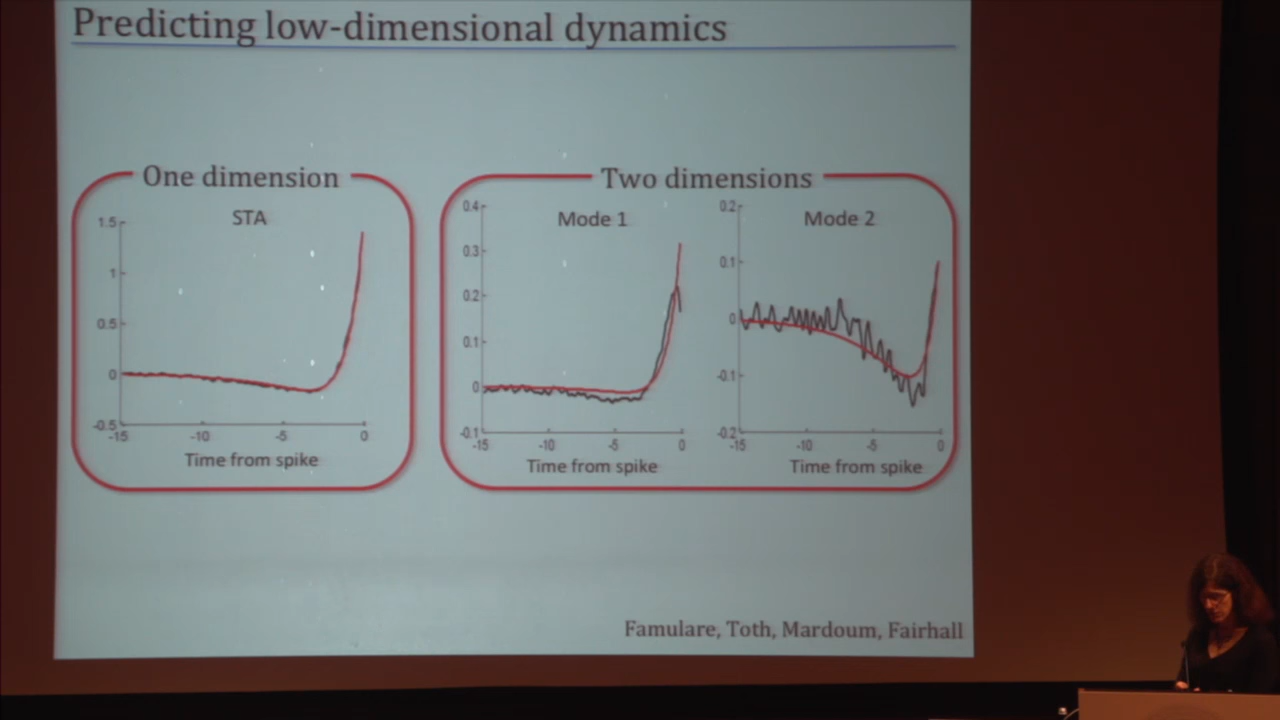 Predicting low-dimensional dynamics
One dimension
STA
1.5
1
0.5
0
-0.5
-15
-10
-5
0
Time from spike
Two dimensions
Mode 1
0.4
0.3
0.2
0.1
0
-0.1
-15
-10
-5
0
Time from spike
Mode 2
0.2
0.1
0
-0.1
-0.2
-15
-10
-5
0
Time from spike
Famulare, Toth, Mardoum, Fairhall